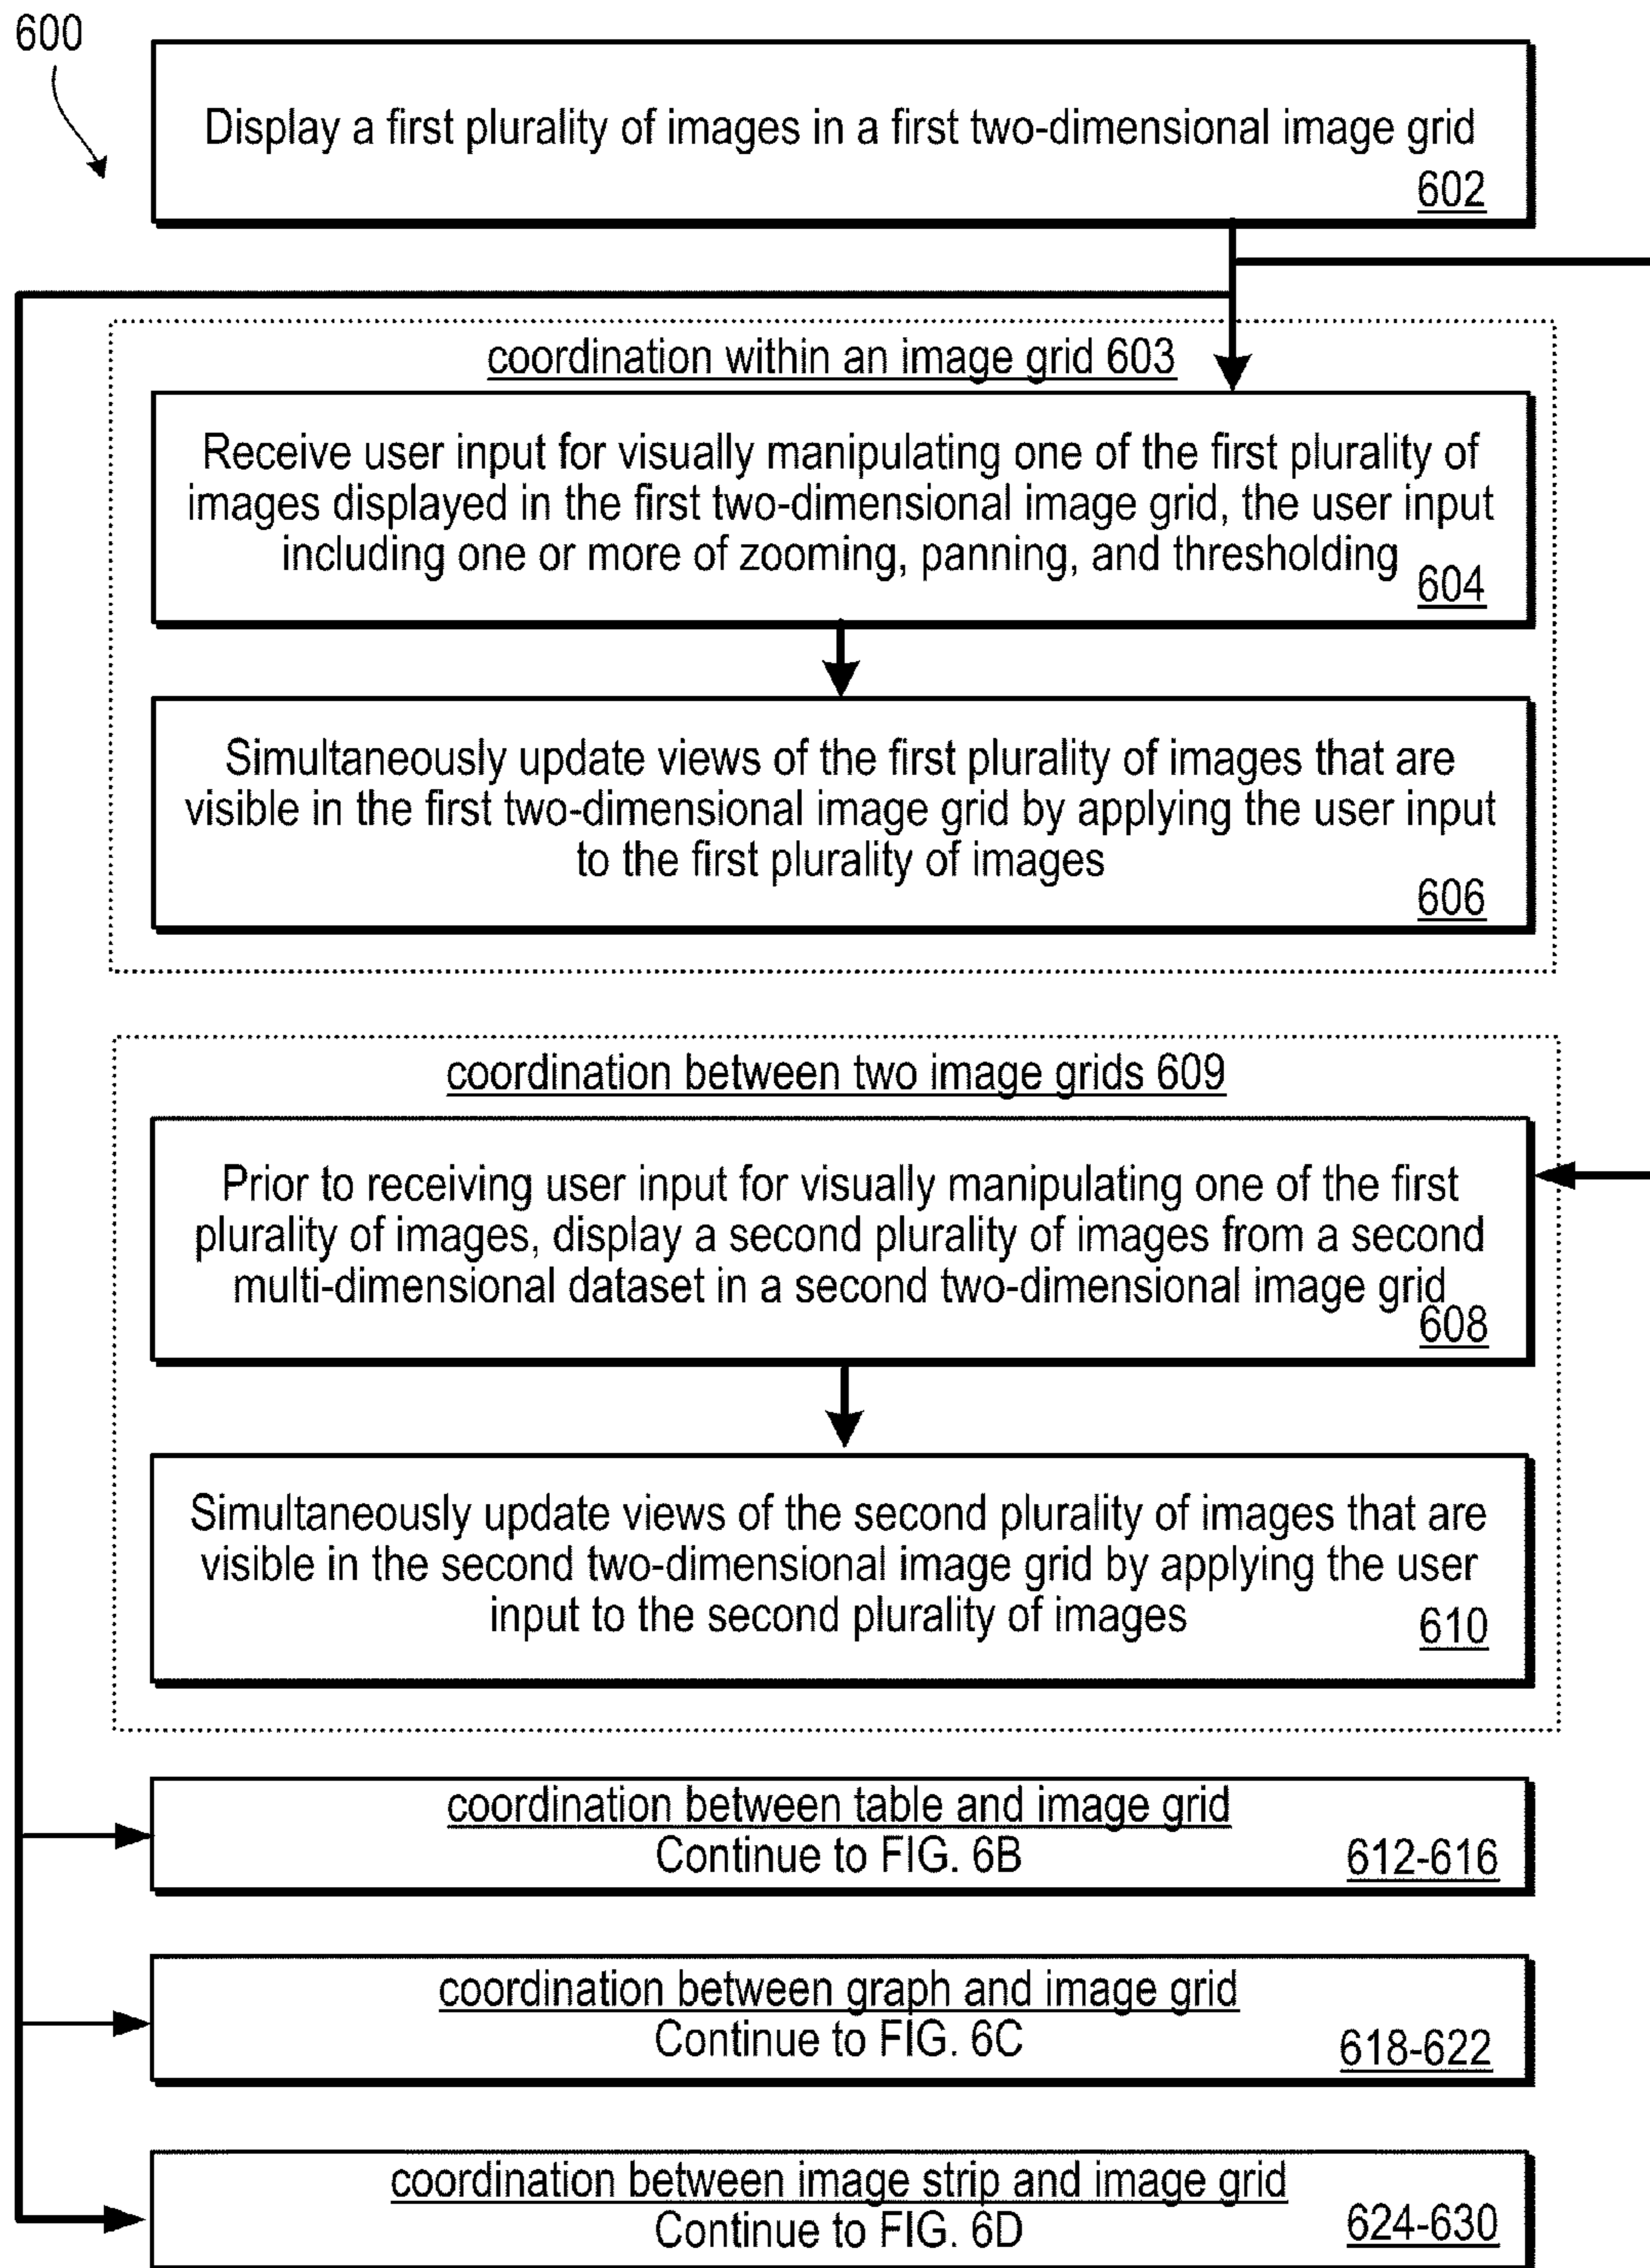 600
Display a first plurality of images in a first two-dimensional image grid
602
coordination within an image grid 603
Receive user input for visually manipulating one of the first plurality of
images displayed in the first two-dimensional image grid, the user input
including one or more of zooming, panning, and thresholding
604
Simultaneously update views of the first plurality of images that are
visible in the first two-dimensional image grid by applying the user input
to the first plurality of images
606
coordination between two image grids 609
Prior to receiving user input for visually manipulating one of the first
plurality of images, display a second plurality of images from a second
multi-dimensional dataset in a second two-dimensional image grid
608
Simultaneously update views of the second plurality of images that are
visible in the second two-dimensional image grid by applying the user
input to the second plurality of images
610
coordination between table and image grid
Continue to FIG. 6B
612-616
coordination between graph and image grid
Continue to FIG. 6C
618-622
coordination between image strip and image grid
Continue to FIG. 6D
624-630